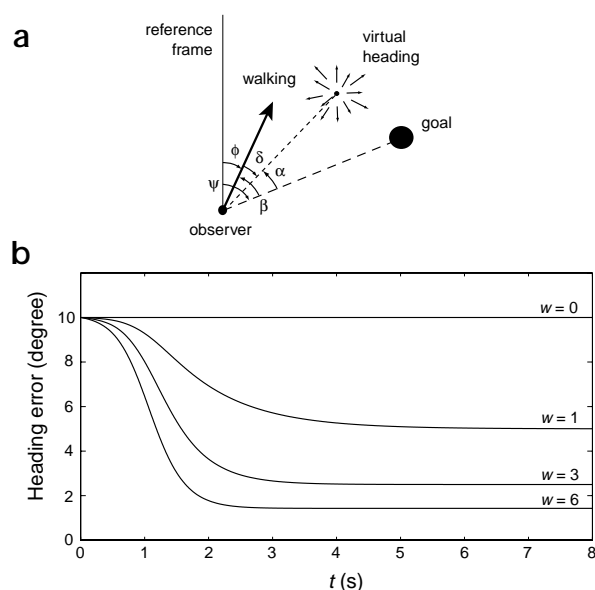 a
reference
frame
virtual
heading
walking
goal
ϕ
δ
α
ψ
β
observer
b
Heading error (degree)
10
8
6
4
2
0
w = 0
w = 1
w = 3
w = 6
0 1 2 3 4 5 6 7 8
t (s)